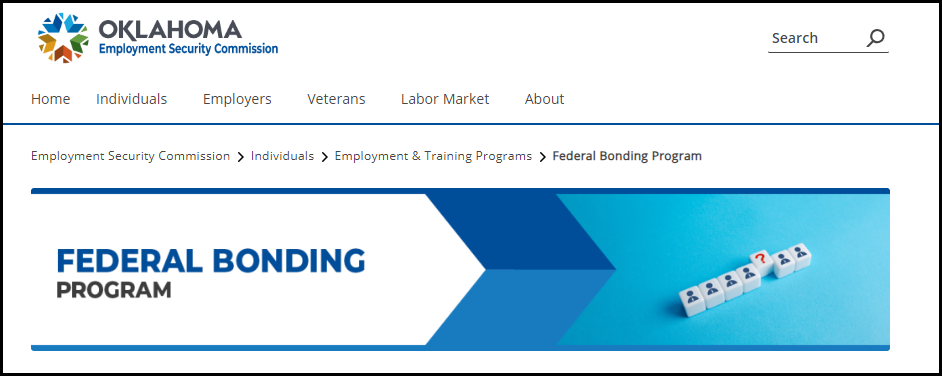 OKLAHOMA
Employment Security Commission
Search
Home Individuals Employers Veterans Labor Market About
Employment Security Commission > Individuals > Employment & Training Programs > Federal Bonding Program
FEDERAL BONDING
PROGRAM
?